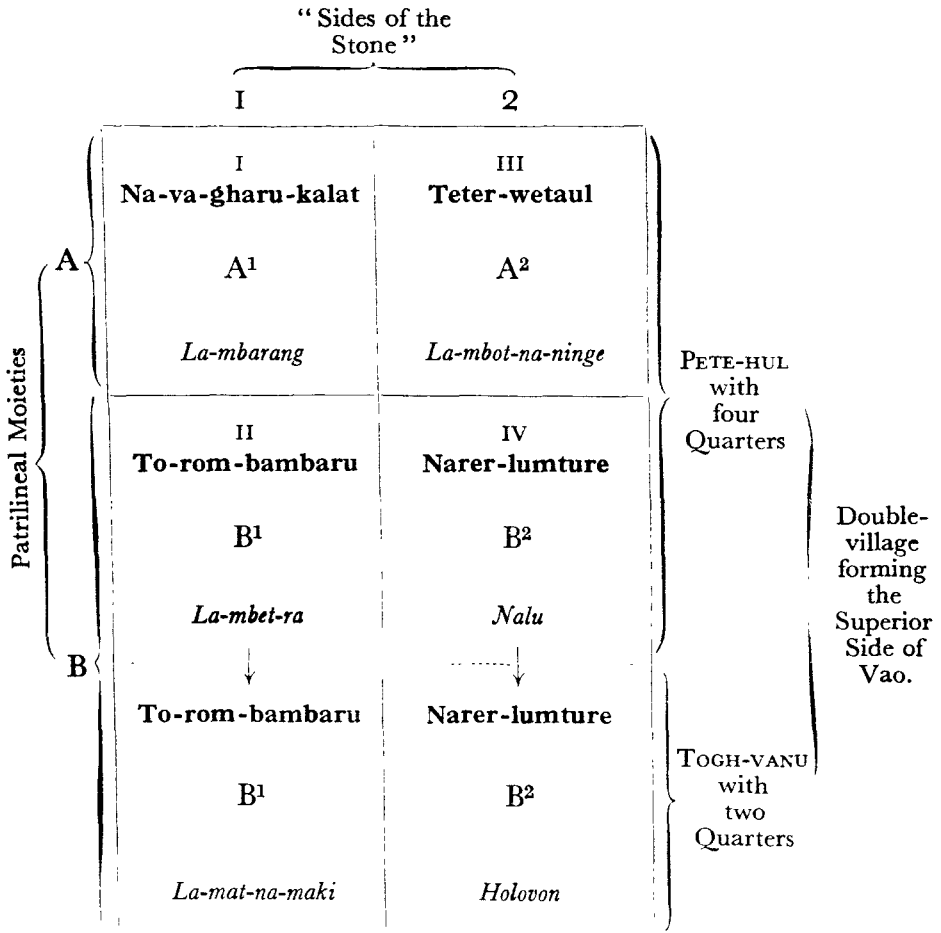 “Sides of the
Stone”
1 2
I III
Na-va-gharu-kalat Teter-wetaul
A
A¹ A²
La-mbarang La-mbot-na-ninge
Patrilineal Moieties
PETE-HUL
with
four
Quarters
II IV
To-rom-bambaru Narer-lumture
B¹ B²
La-mbet-ra Nalu
Double-
village
forming
the
Superior
Side of
Vao.
B
To-rom-bambaru Narer-lumture
B¹ B²
TOGH-VANU
with
two
Quarters
La-mat-na-maki Holovon